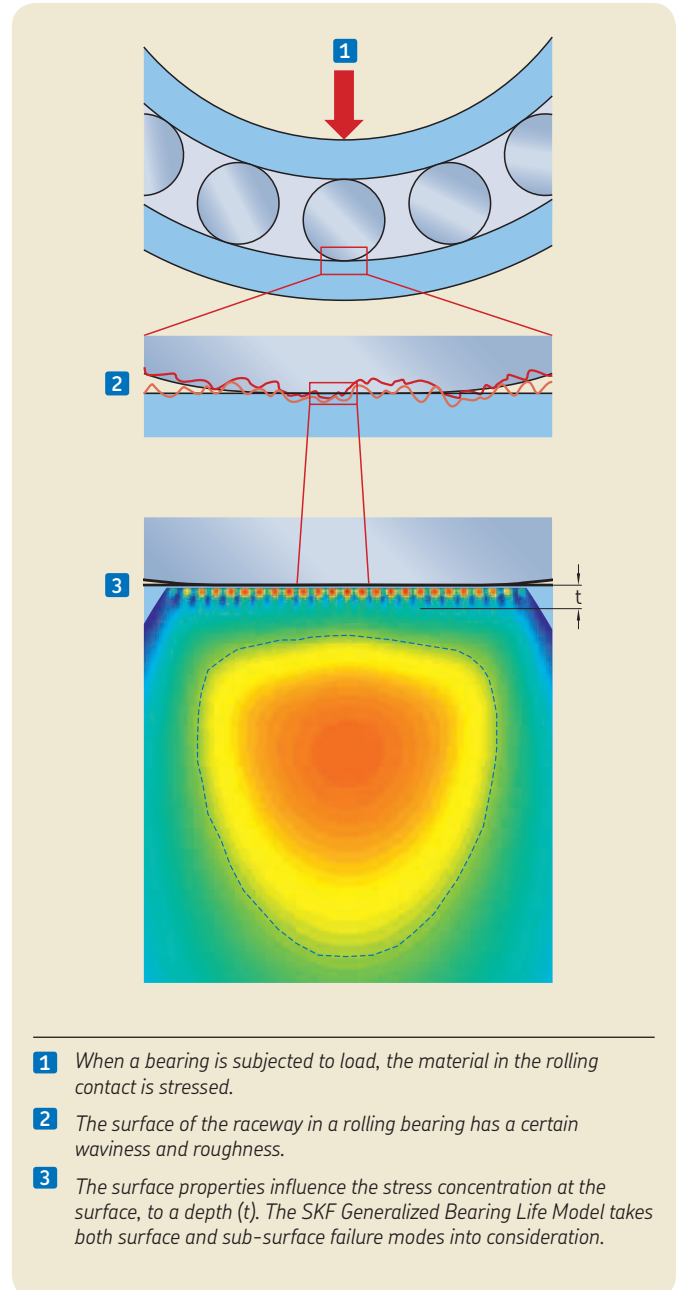 1
2
3
t
1 When a bearing is subjected to load, the material in the rolling
contact is stressed.
2 The surface of the raceway in a rolling bearing has a certain
waviness and roughness.
3 The surface properties influence the stress concentration at the
surface, to a depth (t). The SKF Generalized Bearing Life Model takes
both surface and sub-surface failure modes into consideration.